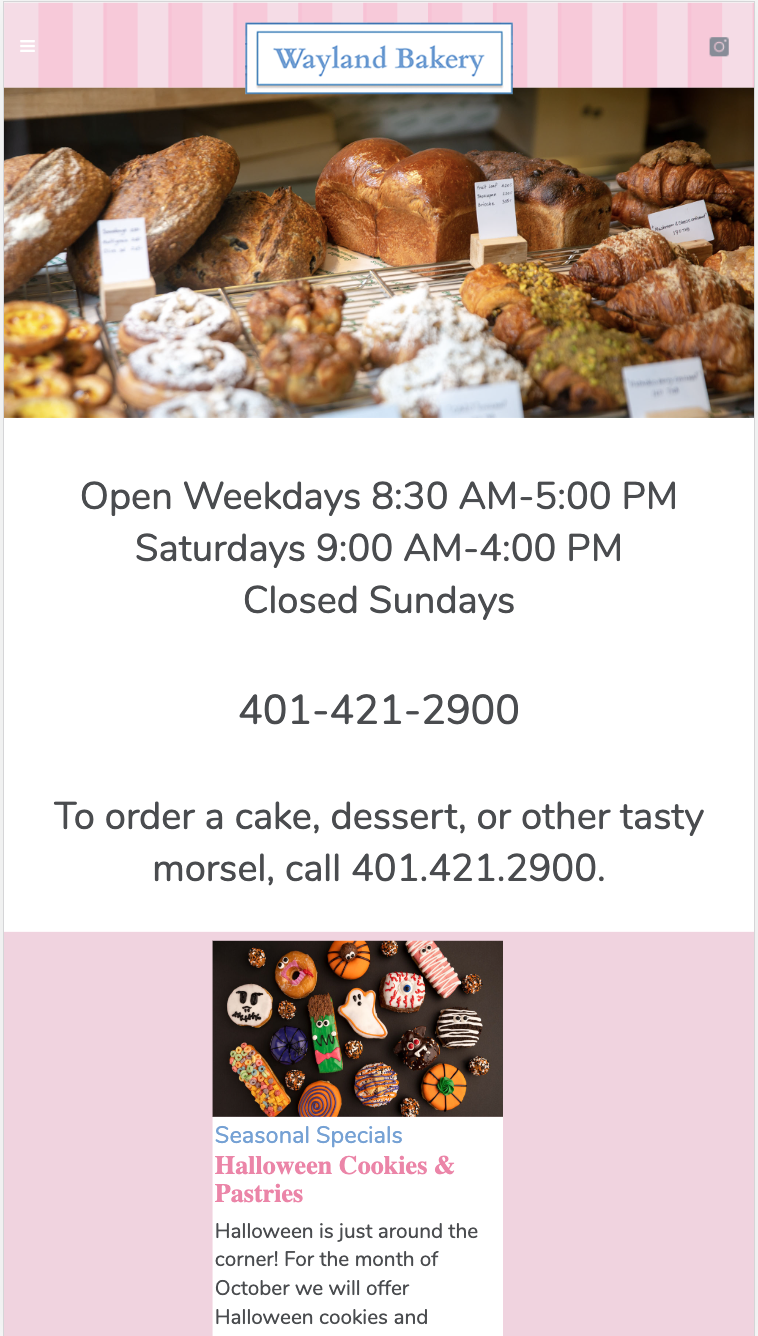 Wayland Bakery
Open Weekdays 8:30 AM-5:00 PM
Saturdays 9:00 AM-4:00 PM
Closed Sundays
401-421-2900
To order a cake, dessert, or other tasty
morsel, call 401.421.2900.
Seasonal Specials
Halloween Cookies &
Pastries
Halloween is just around the
corner! For the month of
October we will offer
Halloween cookies and